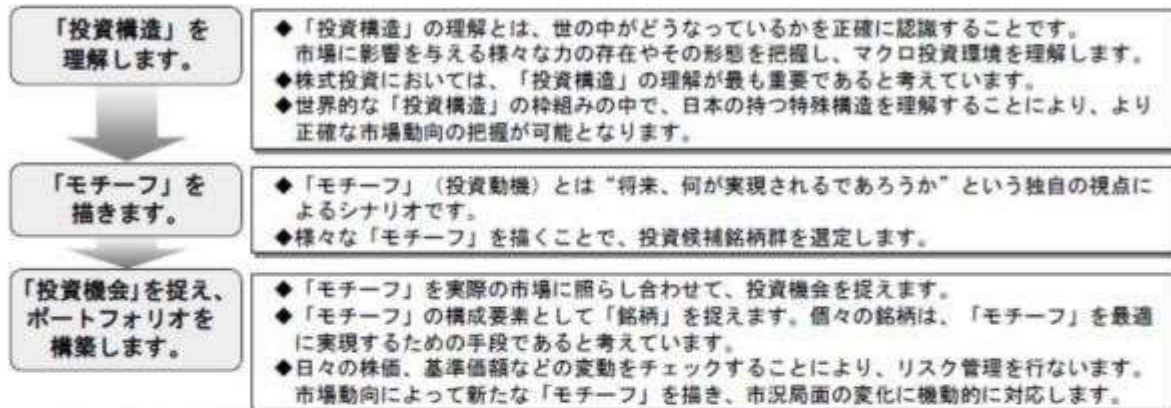 「投資構造」を
理解します。
◆「投資構造」の理解とは、世の中がどうなっているかを正確に認識することです。
市場に影響を与える様々な力の存在やその形態を把握し、マクロ投資環境を理解します。
◆株式投資においては、「投資構造」の理解が最も重要であると考えています。
◆世界的な「投資構造」の枠組みの中で、日本の持つ特殊構造を理解することにより、より
正確な市場動向の把握が可能となります。
「モチーフ」を
描きます。
◆「モチーフ」（投資動機）とは“将来、何が実現されるであろうか”という独自の視点に
よるシナリオです。
◆様々な「モチーフ」を描くことで、投資候補銘柄群を選定します。
「投資機会」を捉え、
ポートフォリオを
構築します。
◆「モチーフ」を実際の市場に照らし合わせて、投資機会を捉えます。
◆「モチーフ」の構成要素として「銘柄」を捉えます。個々の銘柄は、「モチーフ」を最適
に実現するための手段であると考えています。
◆日々の株価、基準価額などの変動をチェックすることにより、リスク管理を行ないます。
市場動向によって新たな「モチーフ」を描き、市況局面の変化に機動的に対応します。